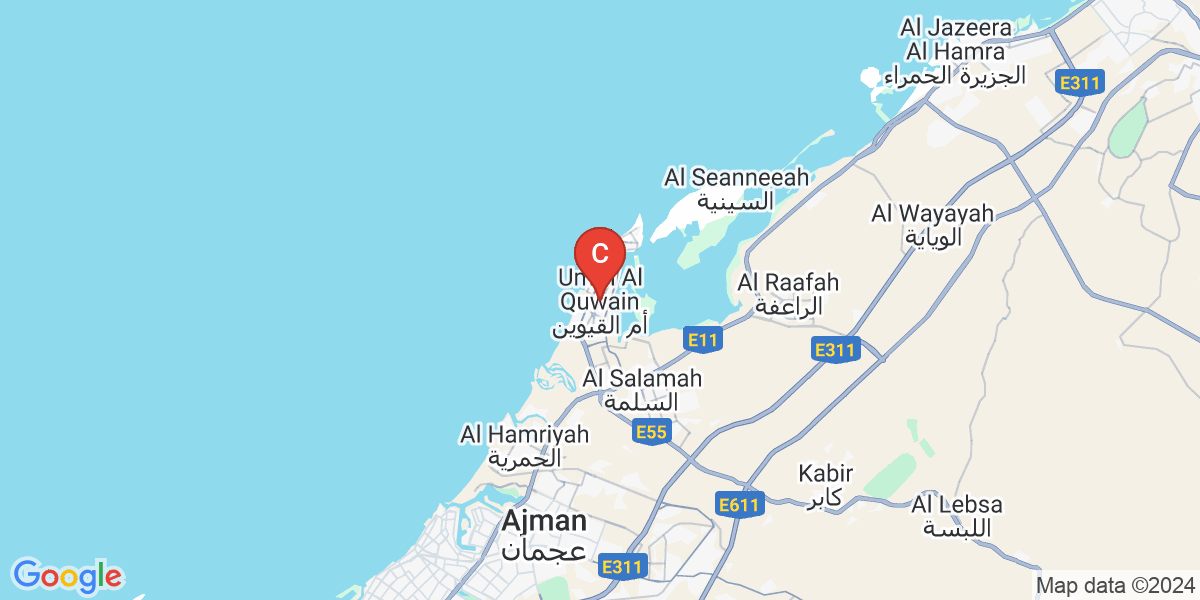 Al Jazeera
Al Hamra
الجزيرة الحمراء
E311
Al Seanneeah
السينية
Al Wayayah
الوياية
C
Umm Al
Quwain
أم القيوين
Al Raafah
الراعفة
E11
E311
Al Salamah
السلمة
E55
Al Hamriyah
الحمرية
Kabir
كابر
E611
Al Lebsa
اللبسة
Ajman
عجمان
E311
Google
Map data ©2024